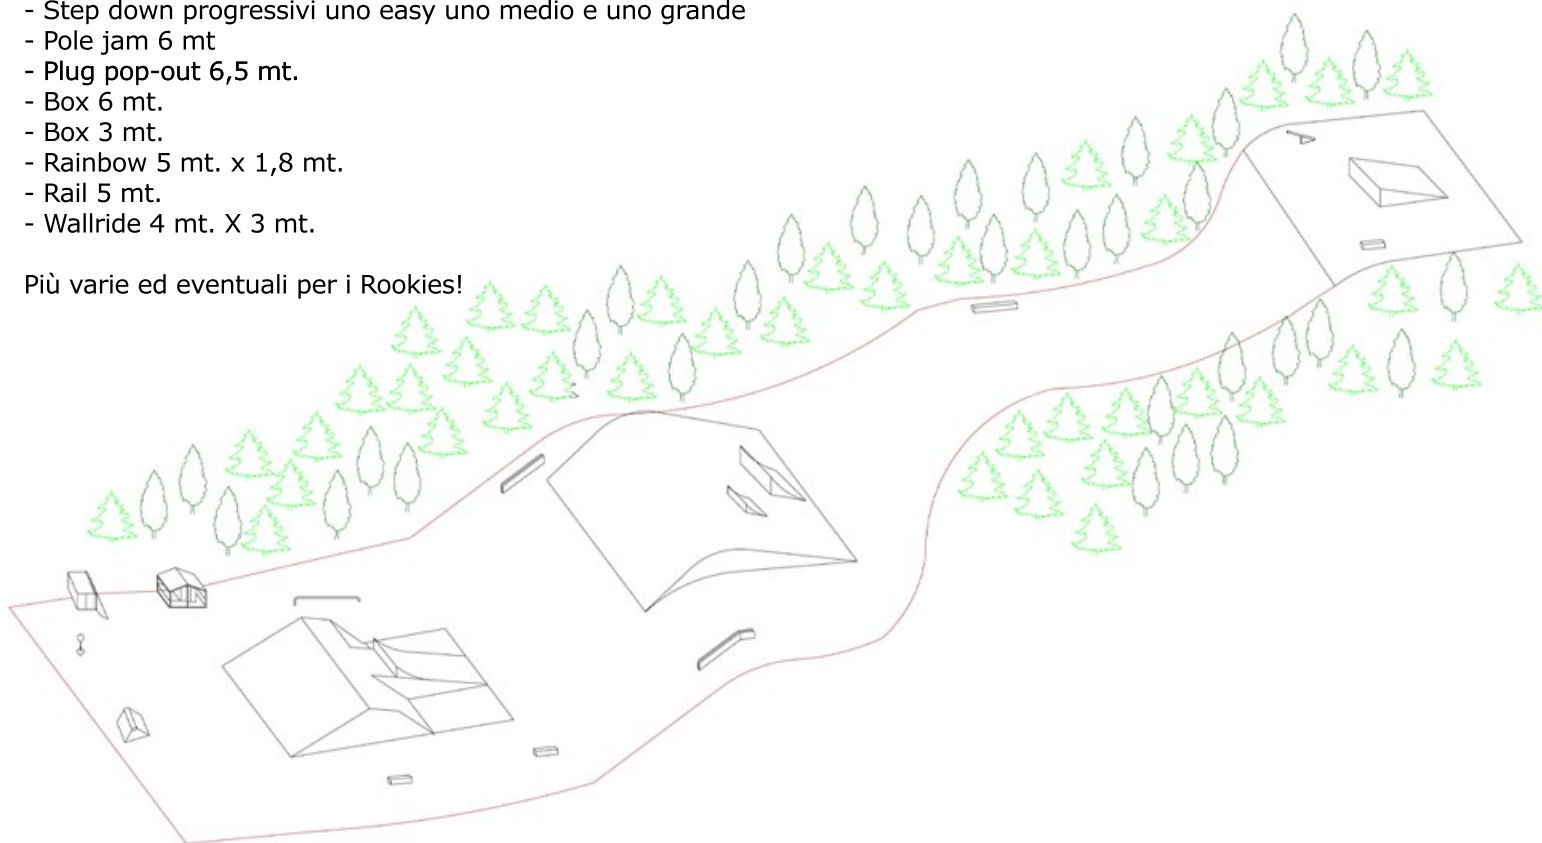 - Step down progressivi uno easy uno medio e uno grande
- Pole jam 6 mt
- Plug pop-out 6,5 mt.
- Box 6 mt.
- Box 3 mt.
- Rainbow 5 mt. x 1,8 mt.
- Rail 5 mt.
- Wallride 4 mt. X 3 mt.
Più varie ed eventuali per i Rookies!